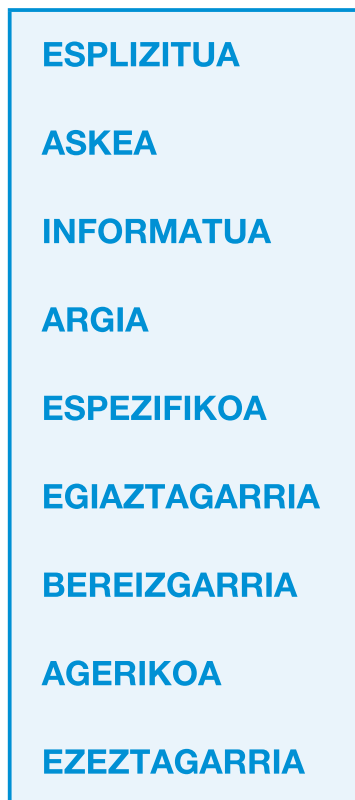 ESPLIZITUA
ASKEA
INFORMATUA
ARGIA
ESPEZIFIKOA
EGIAZTAGARRIA
BEREIZGARRIA
AGERIKOA
EZEZTAGARRIA